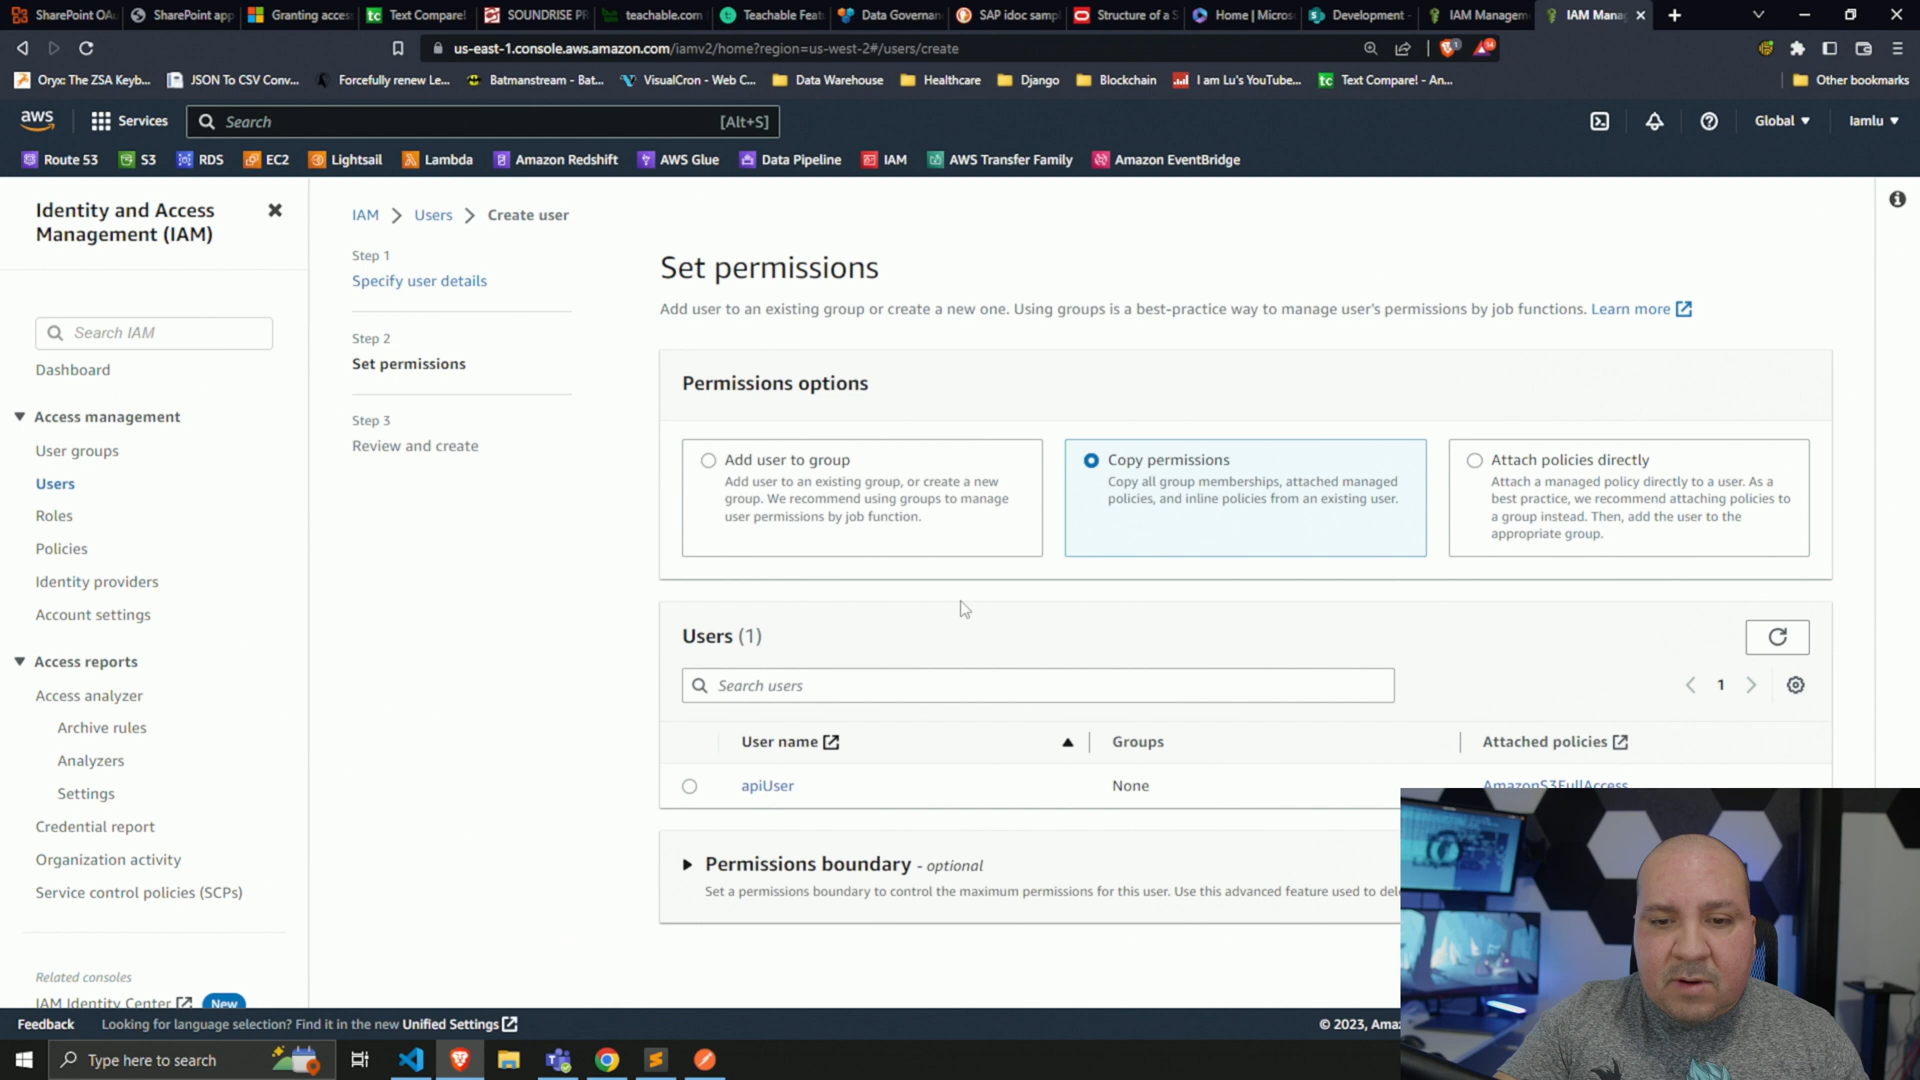 SharePoint OAu
SharePoint app
Granting acces
Text Compare!
SOUNDRISE PR
teachable.com
Teachable Feat
Data Governan
SAP idoc samp
Structure of a S
Home | Micros
Development -
IAM Managem
IAM Mana
us-east-1.console.aws.amazon.com/iamv2/home?region=us-west-2#/users/create
Oryx: The ZSA Keyb...
JSON To CSV Conv...
Forcefully renew Le...
Batmanstream - Bat...
VisualCron - Web C...
Data Warehouse
Healthcare
Django
Blockchain
I am Lu's YouTube...
Text Compare! - An...
Other bookmarks
aws
Services
Search
[Alt+S]
Global
Iamlu
Route 53
S3
RDS
EC2
Lightsail
Lambda
Amazon Redshift
AWS Glue
Data Pipeline
IAM
AWS Transfer Family
Amazon EventBridge
Identity and Access
Management (IAM)
Search IAM
Dashboard
Access management
User groups
Users
Roles
Policies
Identity providers
Account settings
Access reports
Access analyzer
Archive rules
Analyzers
Settings
Credential report
Organization activity
Service control policies (SCPs)
Related consoles
IAM Identity Center
New
IAM > Users > Create user
Step 1
Specify user details
Step 2
Set permissions
Step 3
Review and create
Set permissions
Add user to an existing group or create a new one. Using groups is a best-practice way to manage user's permissions by job functions. Learn more
Permissions options
Add user to group
Add user to an existing group, or create a new
group. We recommend using groups to manage
user permissions by job function.
Copy permissions
Copy all group memberships, attached managed
policies, and inline policies from an existing user.
Attach policies directly
Attach a managed policy directly to a user. As a
best practice, we recommend attaching policies to
a group instead. Then, add the user to the
appropriate group.
Users (1)
Search users
1
User name
Groups
Attached policies
apiUser
None
AmazonS3FullAccess
Permissions boundary - optional
Set a permissions boundary to control the maximum permissions for this user. Use this advanced feature used to del
Feedback
Looking for language selection? Find it in the new Unified Settings
© 2023, Amaz
Type here to search